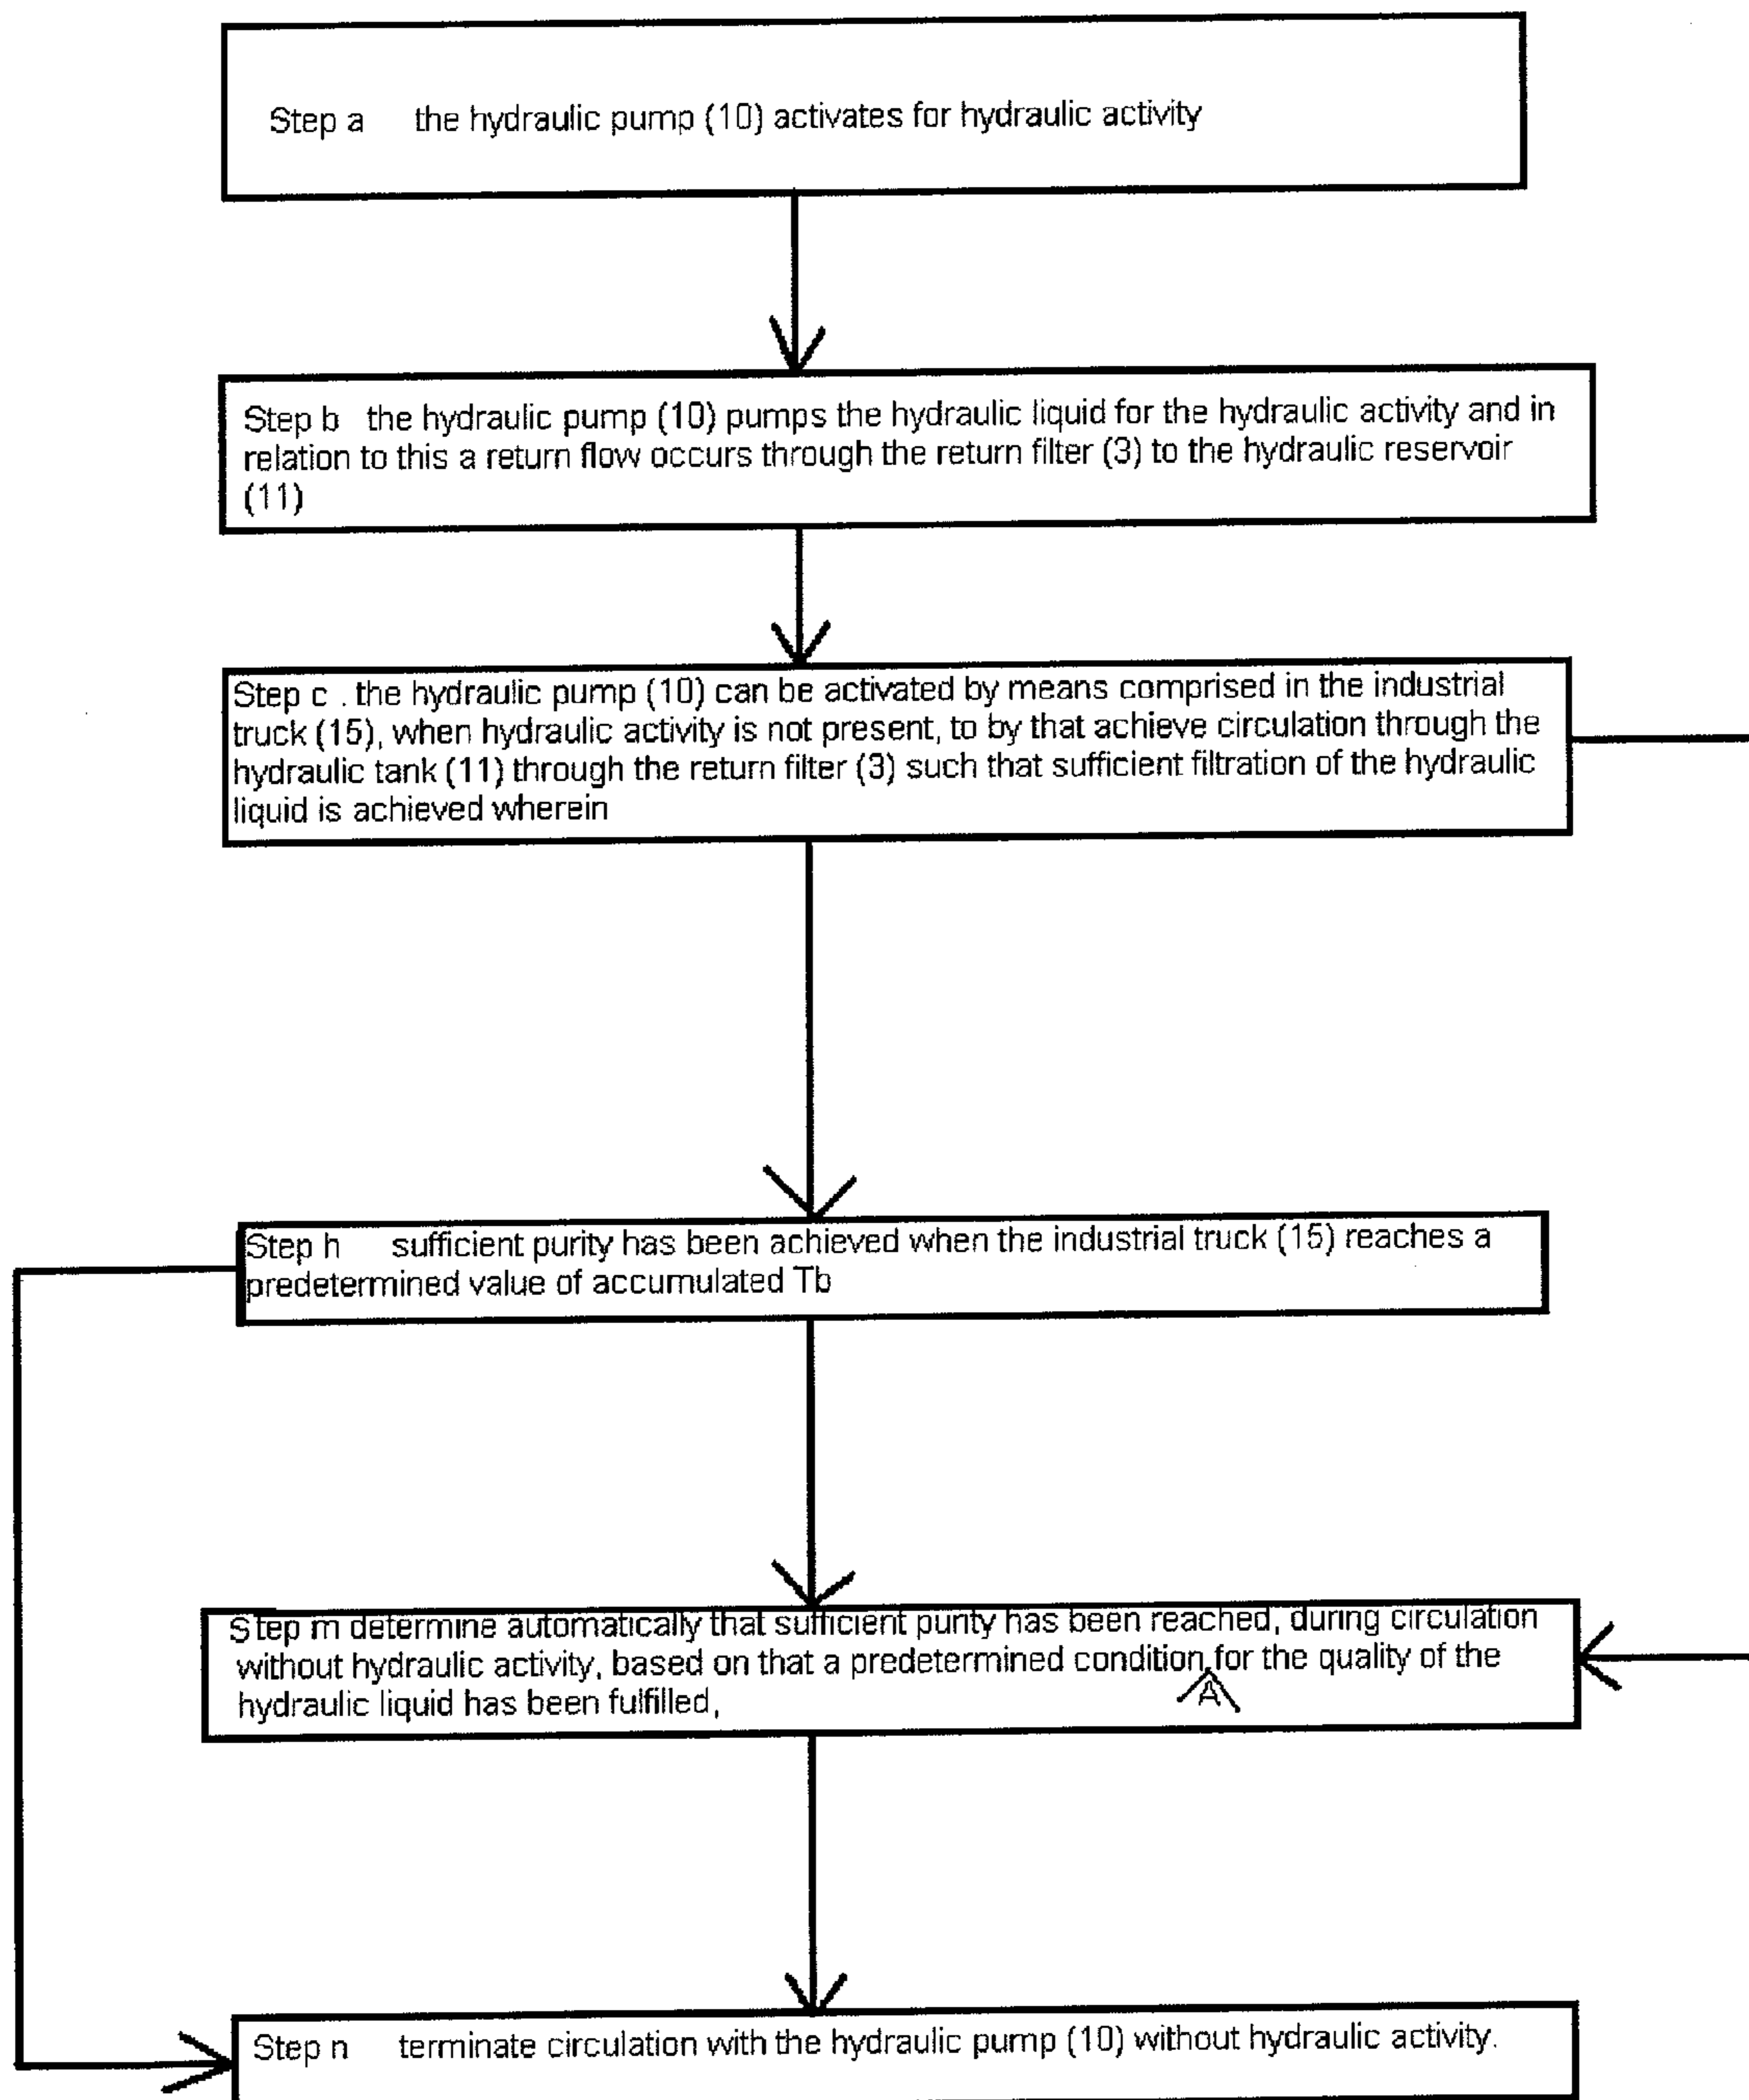 Step a the hydraulic pump (10) activates for hydraulic activity
Step b the hydraulic pump (10) pumps the hydraulic liquid for the hydraulic activity and in
relation to this a return flow occurs through the return filter (3) to the hydraulic reservoir
(11)
Step c . the hydraulic pump (10) can be activated by means comprised in the industrial
truck (15), when hydraulic activity is not present, to by that achieve circulation through the
hydraulic tank (11) through the return filter (3) such that sufficient filtration of the hydraulic
liquid is achieved wherein
Step h sufficient purity has been achieved when the industrial truck (15) reaches a
predetermined value of accumulated Tb
Step m determine automatically that sufficient purity has been reached, during circulation
without hydraulic activity, based on that a predetermined condition, for the quality of the
hydraulic liquid has been fulfilled,
A
Step n terminate circulation with the hydraulic pump (10) without hydraulic activity.